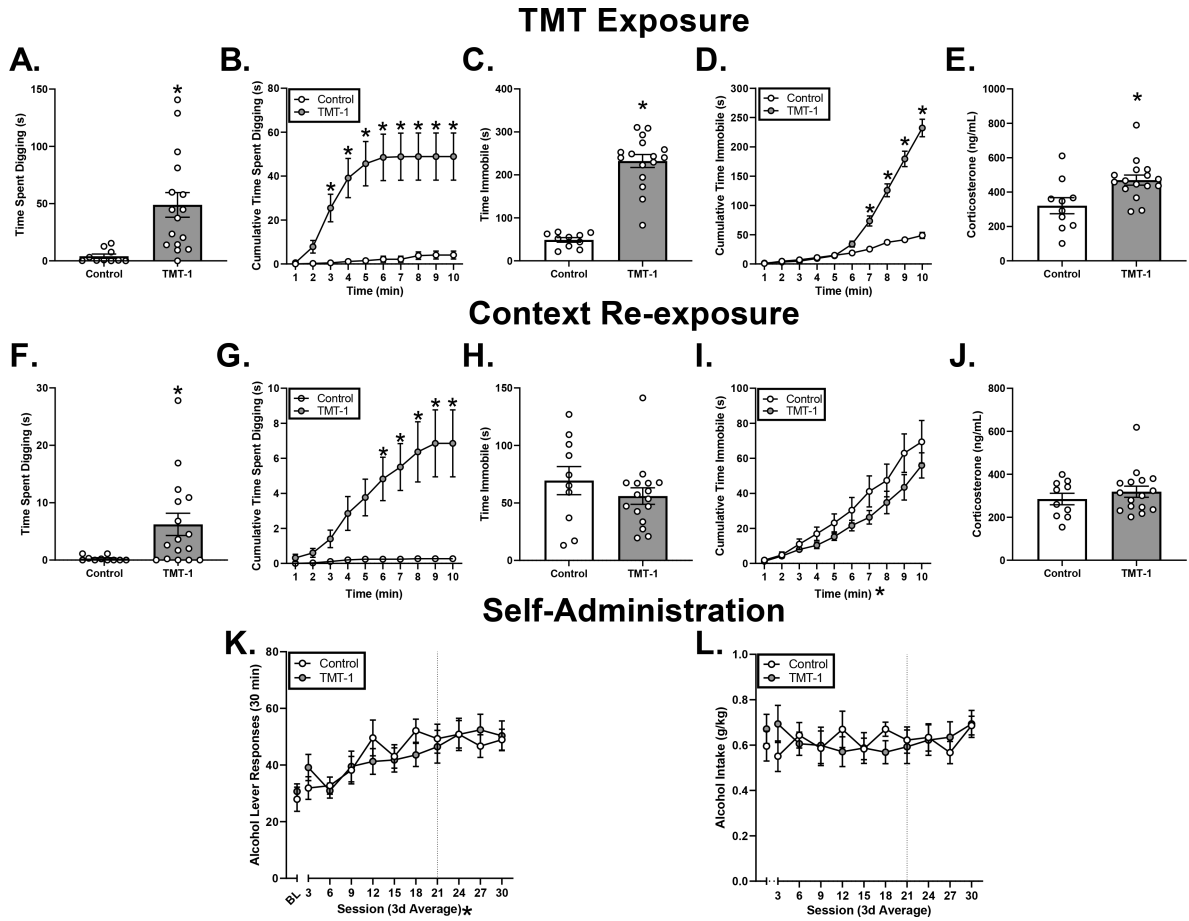 TMT Exposure
A.
Time Spent Digging (s)
150
100
50
0
Control
TMT-1
*
B.
Cumulative Time Spent Digging (s)
80
60
40
20
0
Control
TMT-1
* * * * * * * *
1 2 3 4 5 6 7 8 9 10
Time (min)
C.
Time Immobile (s)
400
300
200
100
0
Control
TMT-1
*
D.
Cumulative Time Immobile (s)
300
250
200
150
100
50
0
Control
TMT-1
* * * *
1 2 3 4 5 6 7 8 9 10
Time (min)
E.
Corticosterone (ng/mL)
1000
800
600
400
200
0
Control
TMT-1
*
Context Re-exposure
F.
Time Spent Digging (s)
30
20
10
0
Control
TMT-1
*
G.
Cumulative Time Spent Digging (s)
10
8
6
4
2
0
Control
TMT-1
* * * * *
1 2 3 4 5 6 7 8 9 10
Time (min)
H.
Time Immobile (s)
150
100
50
0
Control
TMT-1
I.
Cumulative Time Immobile (s)
100
80
60
40
20
0
Control
TMT-1
1 2 3 4 5 6 7 8 9 10
Time (min) *
J.
Corticosterone (ng/mL)
800
600
400
200
0
Control
TMT-1
Self-Administration
K.
Alcohol Lever Responses (30 min)
80
60
40
20
0
Control
TMT-1
BL 3 6 9 12 15 18 21 24 27 30
Session (3d Average)*
L.
Alcohol Intake (g/kg)
1.0
0.8
0.6
0.4
0.2
0.0
Control
TMT-1
3 6 9 12 15 18 21 24 27 30
Session (3d Average)